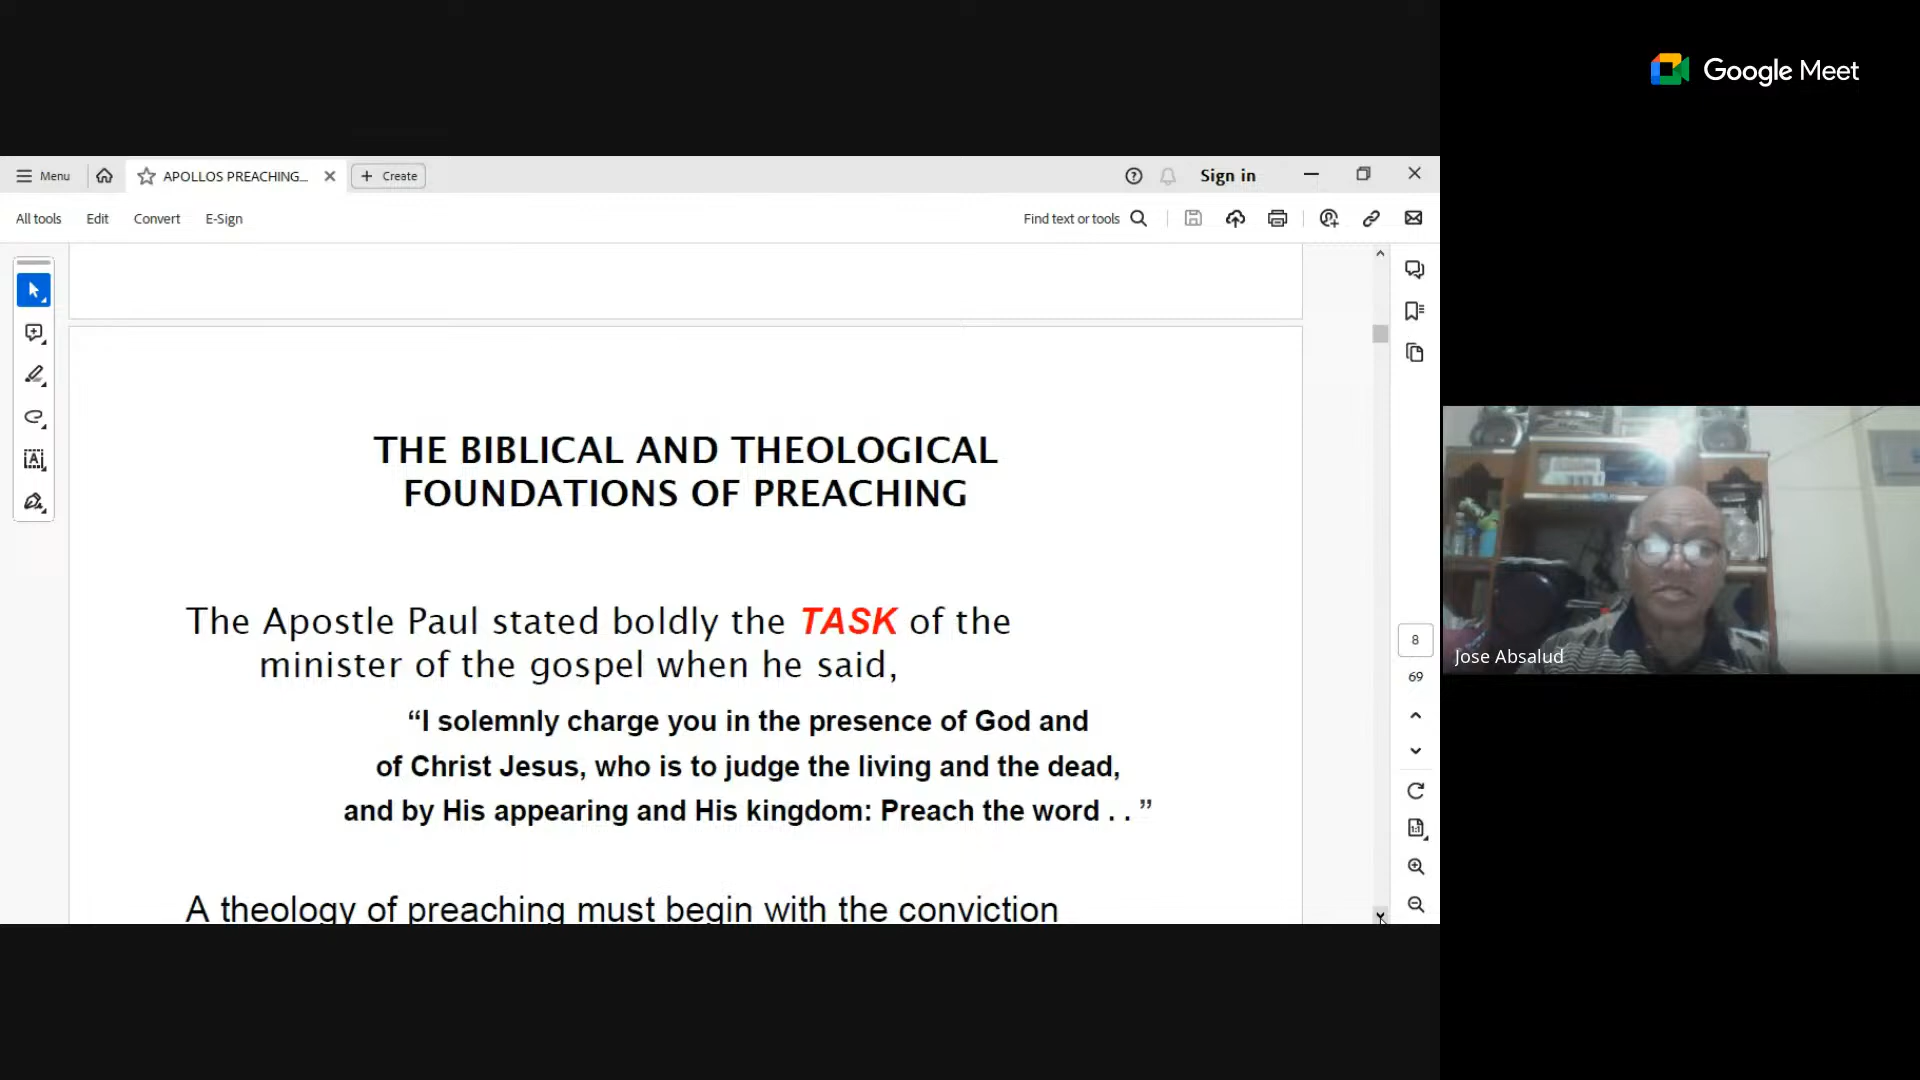 Google Meet
Menu
APOLLOS PREACHING...
Create
Sign in
All tools
Edit
Convert
E-Sign
Find text or tools
THE BIBLICAL AND THEOLOGICAL
FOUNDATIONS OF PREACHING
The Apostle Paul stated boldly the TASK of the
minister of the gospel when he said,
“I solemnly charge you in the presence of God and
of Christ Jesus, who is to judge the living and the dead,
and by His appearing and His kingdom: Preach the word . . ”
A theology of preaching must begin with the conviction
8
69
Jose Absalud